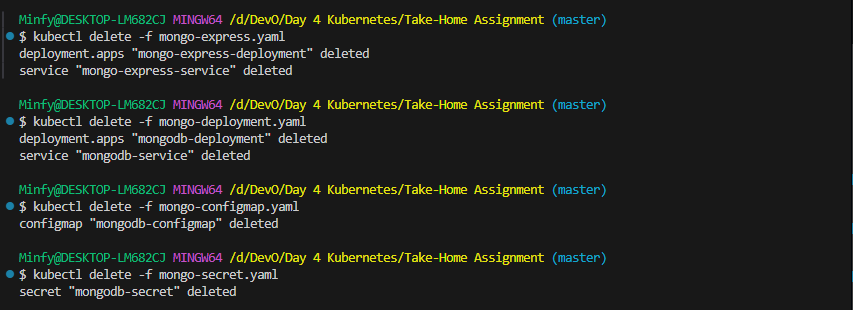 Minfy@DESKTOP-LM682CJ MINGW64 /d/DevO/Day 4 Kubernetes/Take-Home Assignment (master)
$ kubectl delete -f mongo-express.yaml
deployment.apps "mongo-express-deployment" deleted
service "mongo-express-service" deleted
Minfy@DESKTOP-LM682CJ MINGW64 /d/DevO/Day 4 Kubernetes/Take-Home Assignment (master)
$ kubectl delete -f mongo-deployment.yaml
deployment.apps "mongodb-deployment" deleted
service "mongodb-service" deleted
Minfy@DESKTOP-LM682CJ MINGW64 /d/DevO/Day 4 Kubernetes/Take-Home Assignment (master)
$ kubectl delete -f mongo-configmap.yaml
configmap "mongodb-configmap" deleted
Minfy@DESKTOP-LM682CJ MINGW64 /d/DevO/Day 4 Kubernetes/Take-Home Assignment (master)
$ kubectl delete -f mongo-secret.yaml
secret "mongodb-secret" deleted